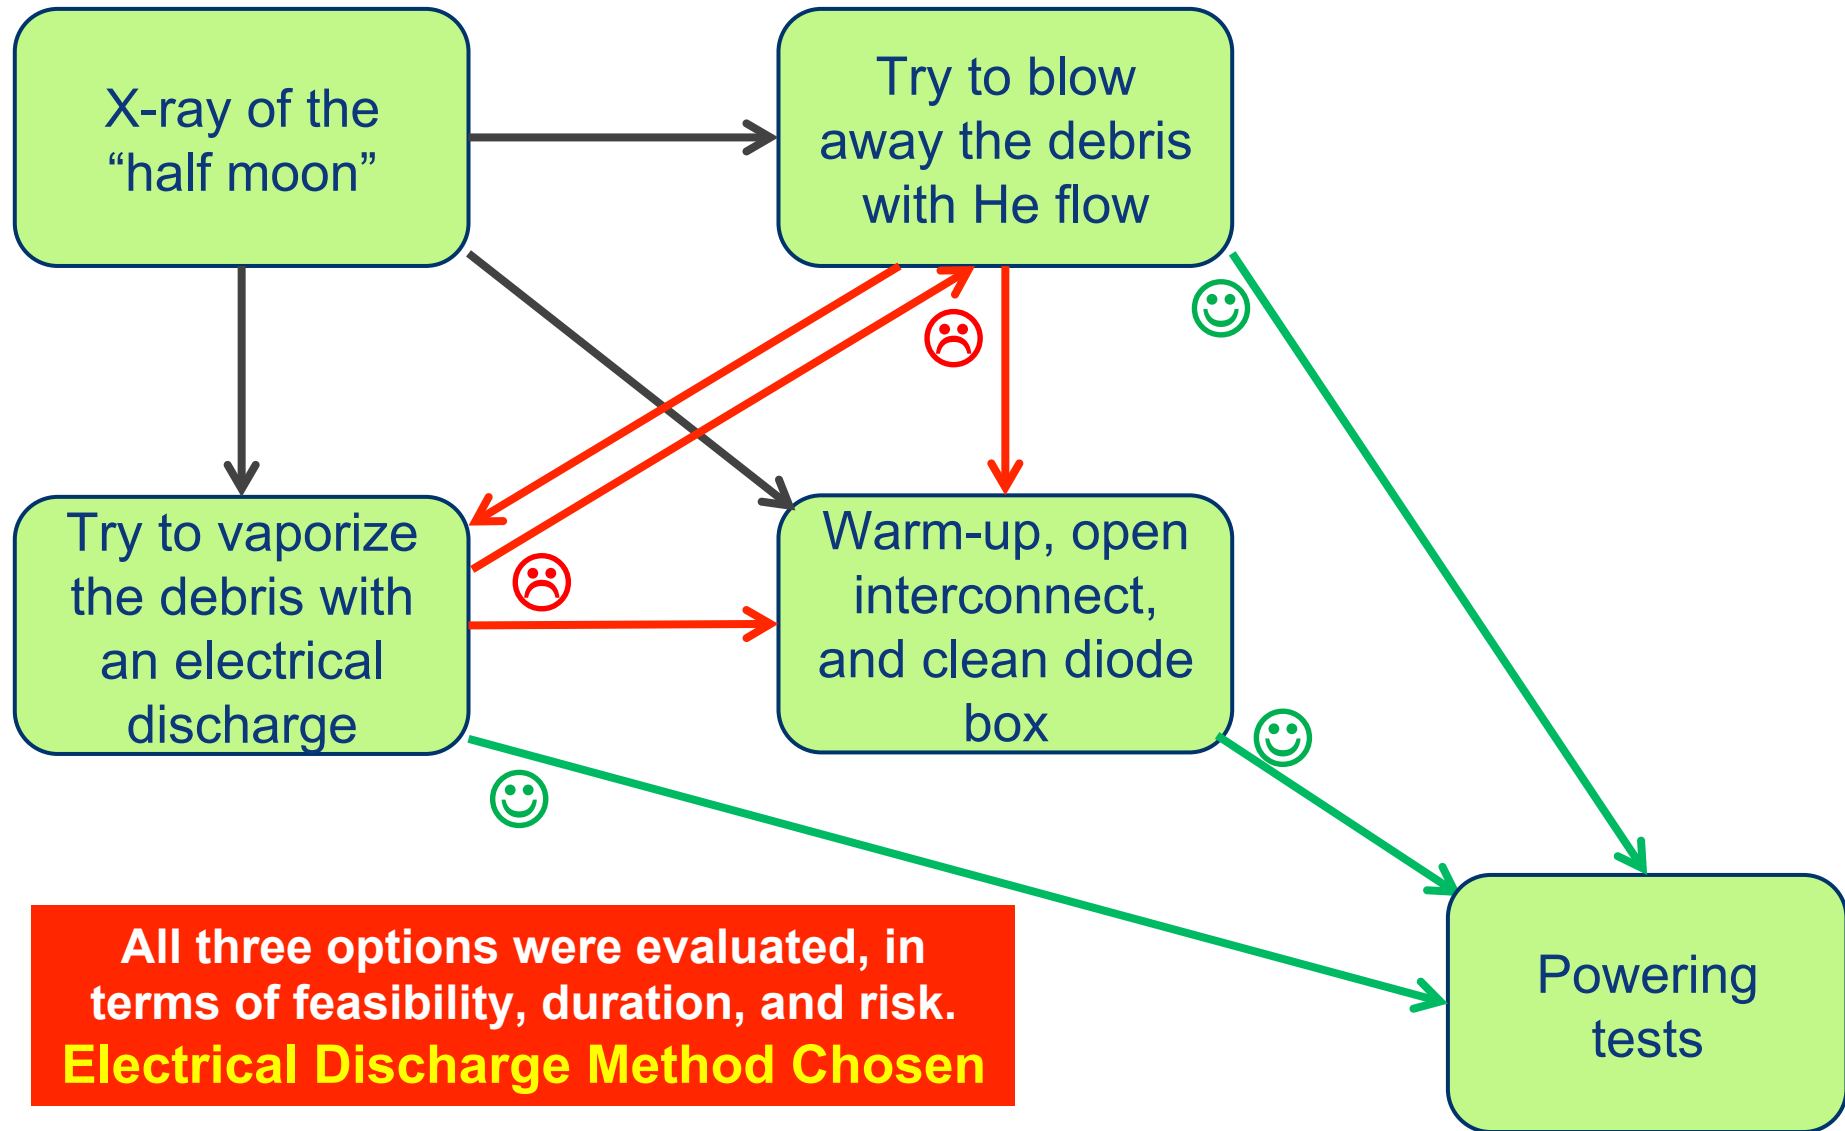 X-ray of the
“half moon”
Try to blow
away the debris
with He flow
Try to vaporize
the debris with
an electrical
discharge
Warm-up, open
interconnect,
and clean diode
box
All three options were evaluated, in
terms of feasibility, duration, and risk.
Electrical Discharge Method Chosen
Powering
tests